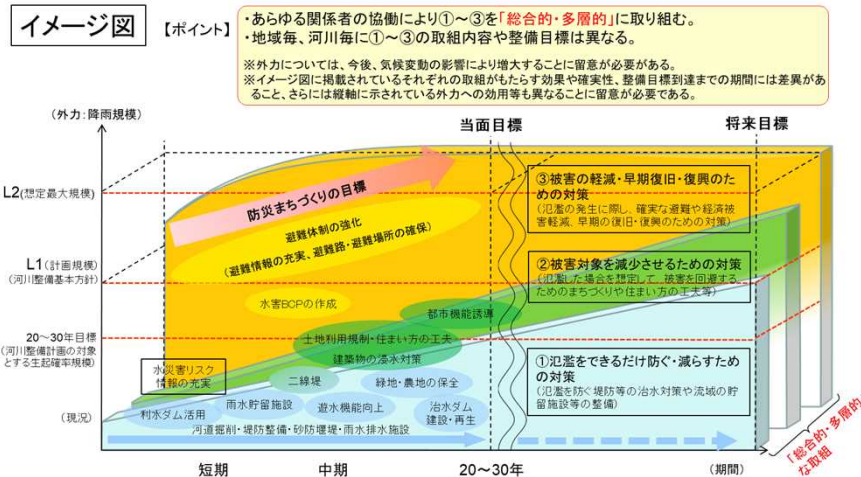 イメージ図
【ポイント】
・あらゆる関係者の協働により①～③を「総合的・多層的」に取り組む。
・地域毎、河川毎に①～③の取組内容や整備目標は異なる。
※外力については、今後、気候変動の影響により増大することに留意が必要がある。
※イメージ図に掲載されているそれぞれの取組がもたらす効果や確実性、整備目標到達までの期間には差異があ
ること、さらには縦軸に示されている外力への効用等も異なることに留意が必要である。
（外力：降雨規模）
当面目標
将来目標
L2(想定最大規模)
防災まちづくりの目標
③被害の軽減・早期復旧・復興のた
めの対策
（氾濫の発生に際し、確実な避難や経済被
害軽減、早期の復旧・復興のための対策）
避難体制の強化
（避難情報の充実、避難路・避難場所の確保）
L1(計画規模)
(河川整備基本方針)
②被害対象を減少させるための対策
（氾濫した場合を想定して、被害を回避する
ためのまちづくりや住まい方の工夫等）
水害BCPの作成
都市機能誘導
20～30年目標
(河川整備計画の対象
とする生起確率規模)
土地利用規制・住まい方の工夫
建築物の浸水対策
①氾濫をできるだけ防ぐ・減らすため
の対策
（氾濫を防ぐ堤防等の治水対策や流域の貯
留施設等の整備）
水災害リスク
情報の充実
二線堤
緑地・農地の保全
(現況)
利水ダム活用
雨水貯留施設
遊水機能向上
治水ダム
建設・再生
河道掘削・堤防整備・砂防堰堤・雨水排水施設
「総合的・多層的」
な取組
短期
中期
20～30年
（期間）